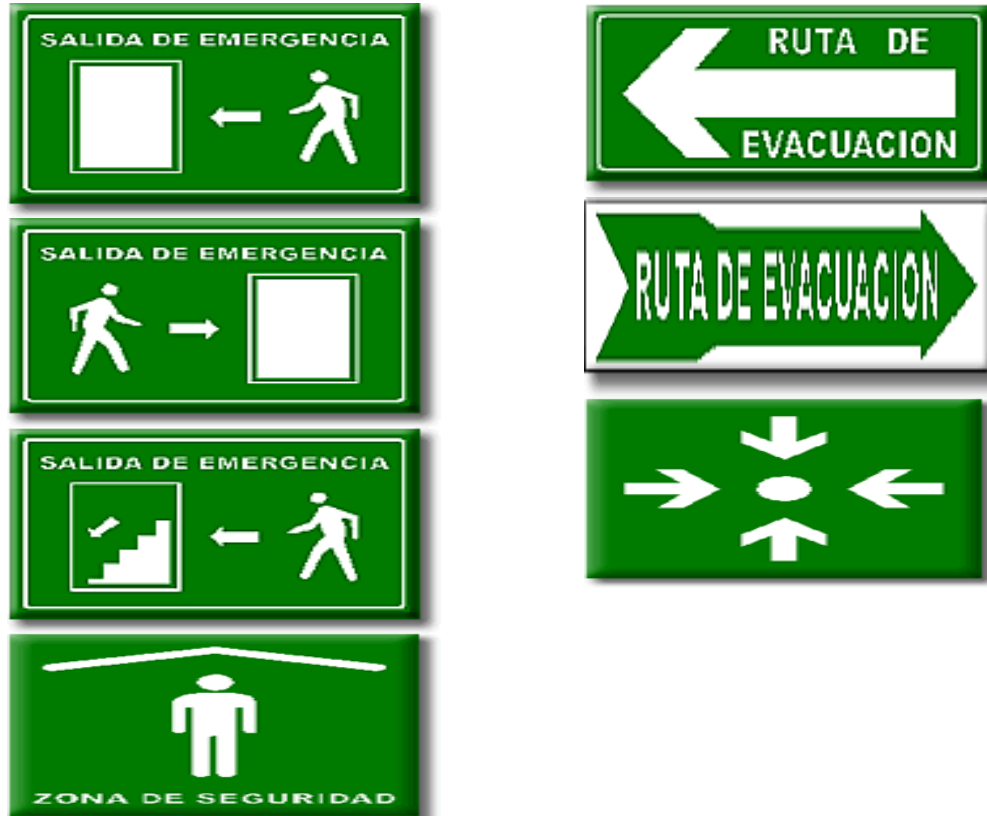 SALIDA DE EMERGENCIA
SALIDA DE EMERGENCIA
SALIDA DE EMERGENCIA
ZONA DE SEGURIDAD
RUTA DE
EVACUACION
RUTA DE EVACUACION